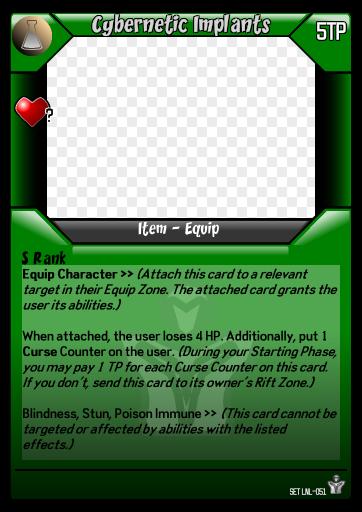 Cybernetic Implants
5TP
?
Item - Equip
S Rank
Equip Character >> (Attach this card to a relevant
target in their Equip Zone. The attached card grants the
user its abilities.)
When attached, the user loses 4 HP. Additionally, put 1
Curse Counter on the user. (During your Starting Phase,
you may pay 1 TP for each Curse Counter on this card.
If you don't, send this card to its owner's Rift Zone.)
Blindness, Stun, Poison Immune >> (This card cannot be
targeted or affected by abilities with the listed
effects.)
SET LNL-051